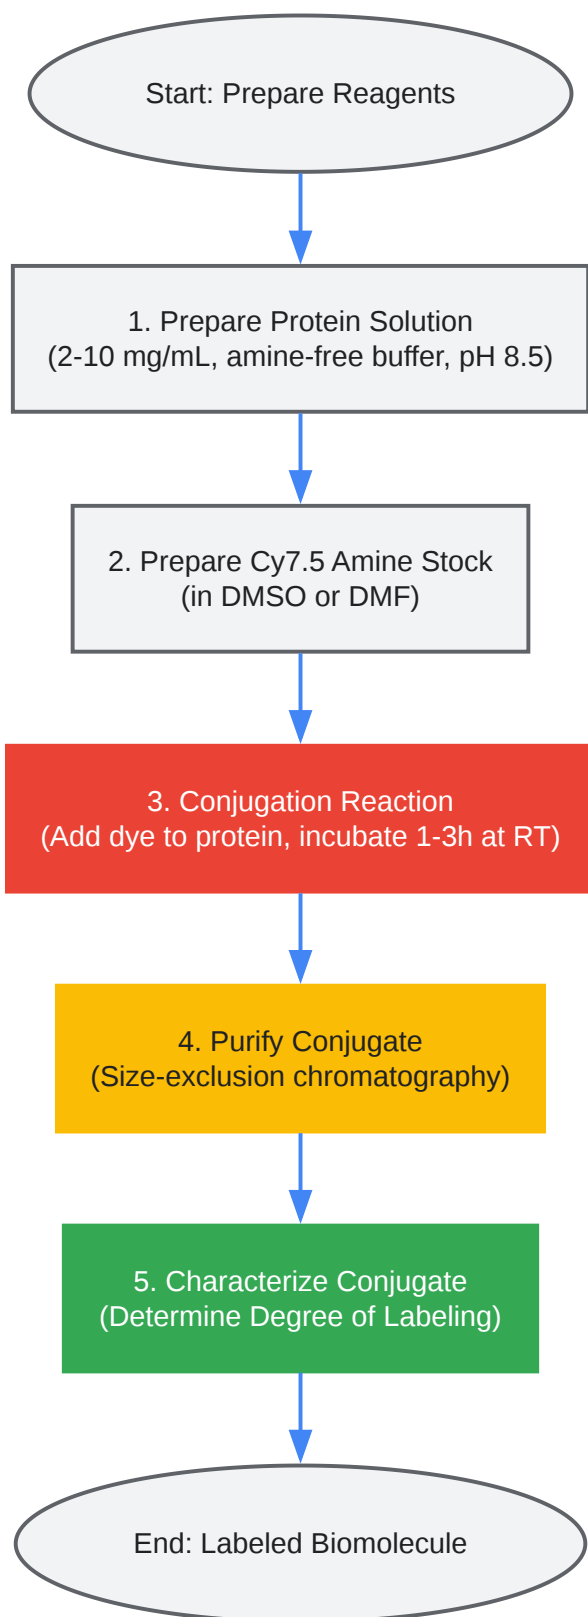 Start: Prepare Reagents
1. Prepare Protein Solution
(2-10 mg/mL, amine-free buffer, pH 8.5)
2. Prepare Cy7.5 Amine Stock
(in DMSO or DMF)
3. Conjugation Reaction
(Add dye to protein, incubate 1-3h at RT)
4. Purify Conjugate
(Size-exclusion chromatography)
5. Characterize Conjugate
(Determine Degree of Labeling)
End: Labeled Biomolecule